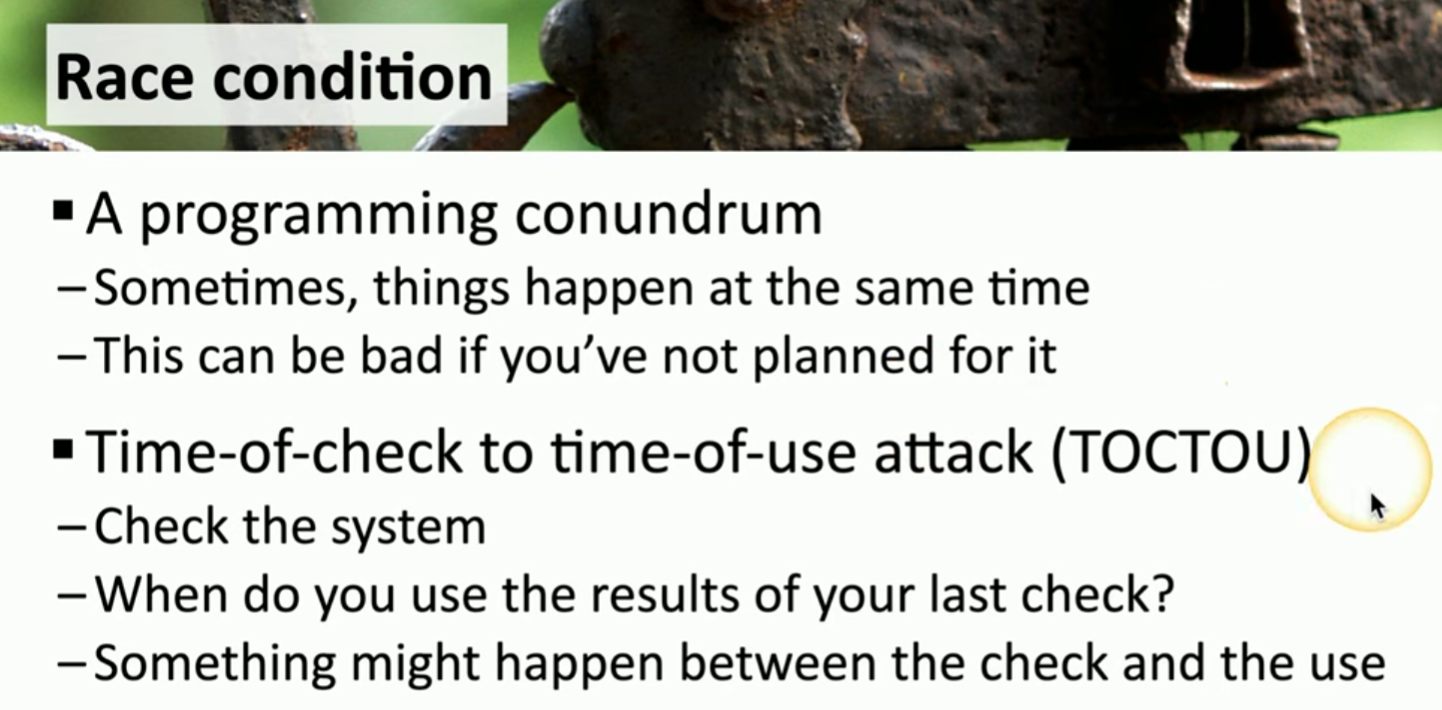 Race condition
▪ A programming conundrum
– Sometimes, things happen at the same time
– This can be bad if you’ve not planned for it
▪ Time-of-check to time-of-use attack (TOCTOU)
– Check the system
– When do you use the results of your last check?
– Something might happen between the check and the use